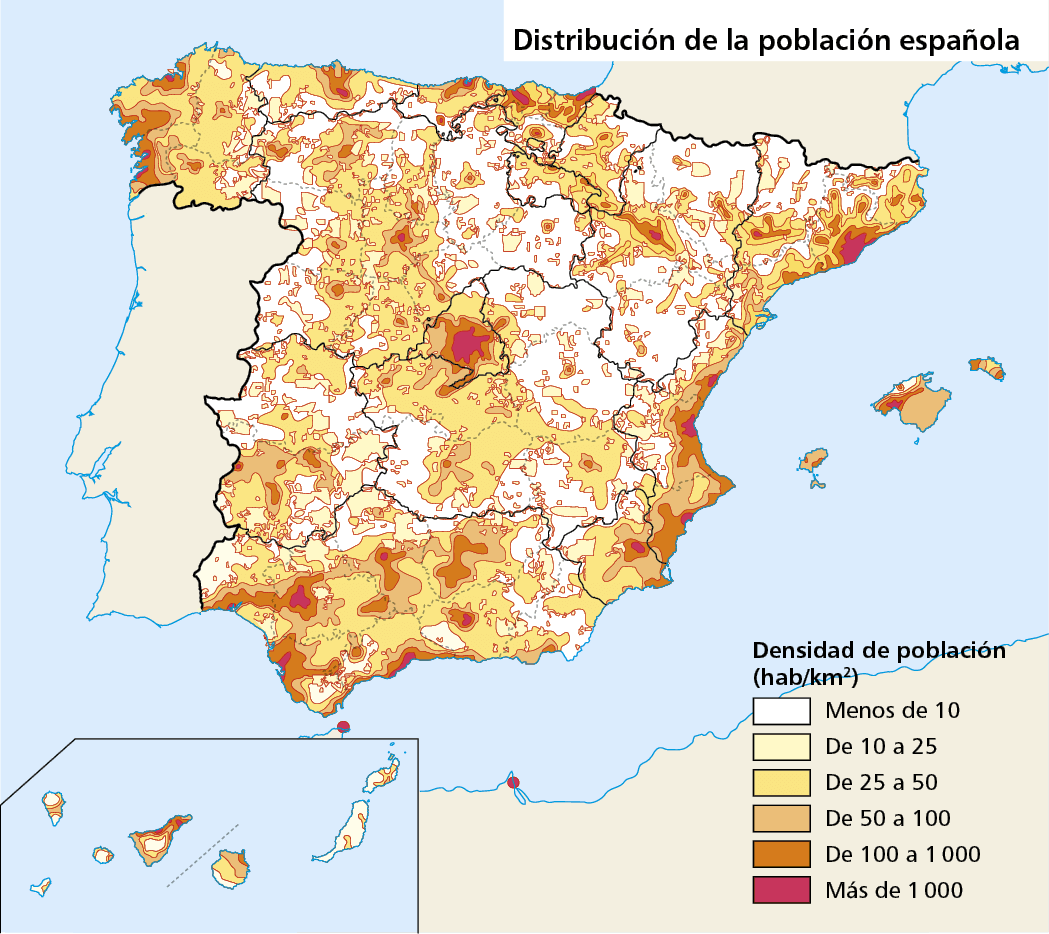 Distribución de la población española
Densidad de población
(hab/km²)
Menos de 10
De 10 a 25
De 25 a 50
De 50 a 100
De 100 a 1 000
Más de 1 000